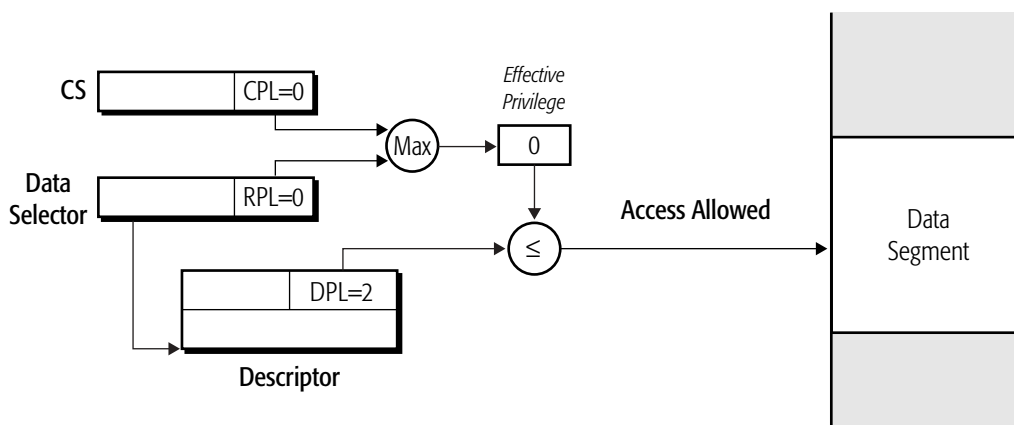 CS
CPL=0
Effective
Privilege
Max
0
Data
Selector
RPL=0
Access Allowed
Data
Segment
≤
DPL=2
Descriptor